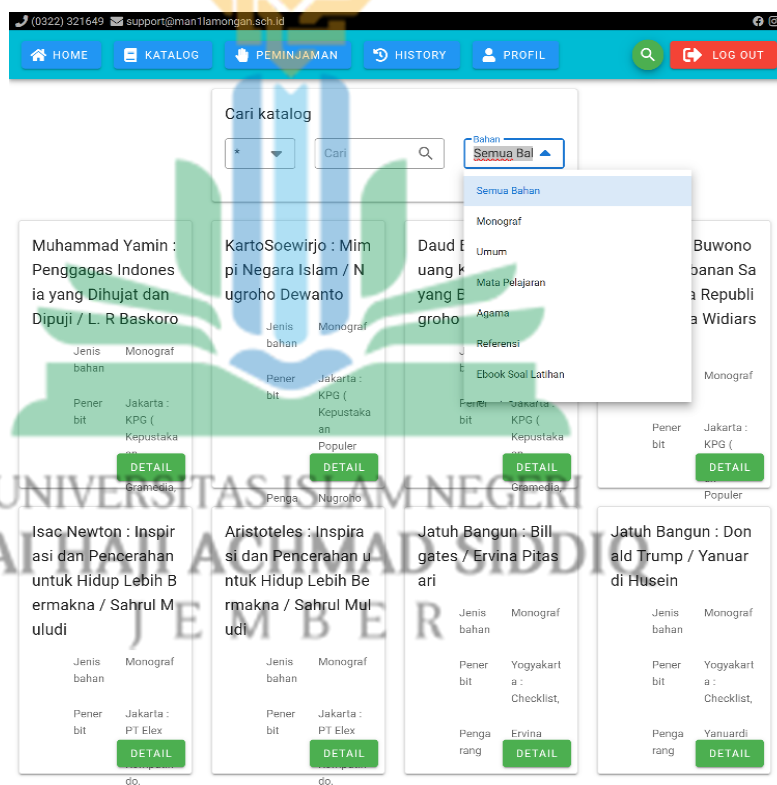 (0322) 321649 support@man1lamongan.sch.id
HOME KATALOG PEMINJAMAN HISTORY PROFIL LOG OUT
Cari katalog
* Cari
Bahan
Semua Bal
Semua Bahan
Monograf
Umum
Mata Pelajaran
Agama
Referensi
Ebook Soal Latihan
Muhammad Yamin :
Penggagas Indones
ia yang Dihujat dan
Dipuji / L. R Baskoro
Jenis Monograf
bahan
Pener Jakarta :
bit KPG (
Kepustaka
DETAIL
Gramedia,
KartoSoewirjo : Mim
pi Negara Islam / N
ugroho Dewanto
Jenis Monograf
bahan
Pener Jakarta :
bit KPG (
Kepustaka
an
Populer
DETAIL
Penga Nugroho
Daud
uang
yang
groho
Pener Jakarta :
bit KPG (
Kepustaka
DETAIL
Gramedia,
Buwono
banan Sa
Republi
a Widiars
Monograf
Pener Jakarta :
bit KPG (
DETAIL
Populer
UNIVERSITAS ISLAM NEGERI
KIAI HAJI ACHMAD SIDDIQ
JEMBER
Isac Newton : Inspir
asi dan Pencerahan
untuk Hidup Lebih B
ermakna / Sahrul M
uludi
Jenis Monograf
bahan
Pener Jakarta :
bit PT Elex
DETAIL
do,
Aristoteles : Inspira
si dan Pencerahan u
ntuk Hidup Lebih Be
rmakna / Sahrul Mul
udi
Jenis Monograf
bahan
Pener Jakarta :
bit PT Elex
DETAIL
do,
Jatuh Bangun : Bill
gates / Ervina Pitas
ari
Jenis Monograf
bahan
Pener Yogyakart
bit a :
Checklist,
Penga Ervina
rang DETAIL
Jatuh Bangun : Don
ald Trump / Yanuar
di Husein
Jenis Monograf
bahan
Pener Yogyakart
bit a :
Checklist,
Penga Yanuardi
rang DETAIL